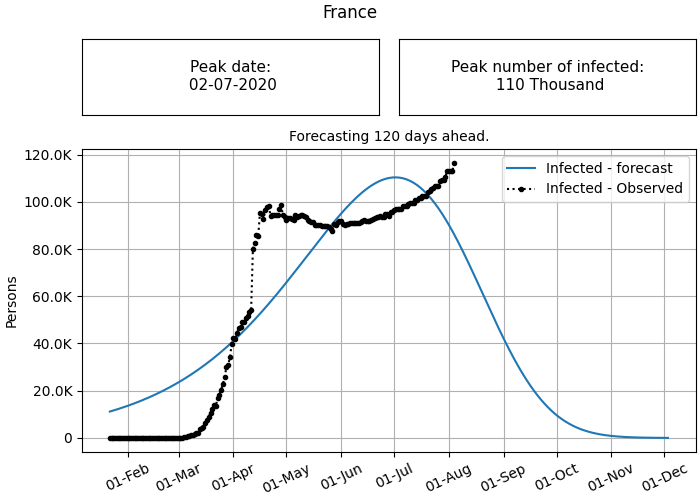 France
Peak date:
02-07-2020
Peak number of infected:
110 Thousand
Forecasting 120 days ahead.
120.0K
100.0K
80.0K
60.0K
40.0K
20.0K
0
Persons
Infected - forecast
Infected - Observed
01-Feb
01-Mar
01-Apr
01-May
01-Jun
01-Jul
01-Aug
01-Sep
01-Oct
01-Nov
01-Dec